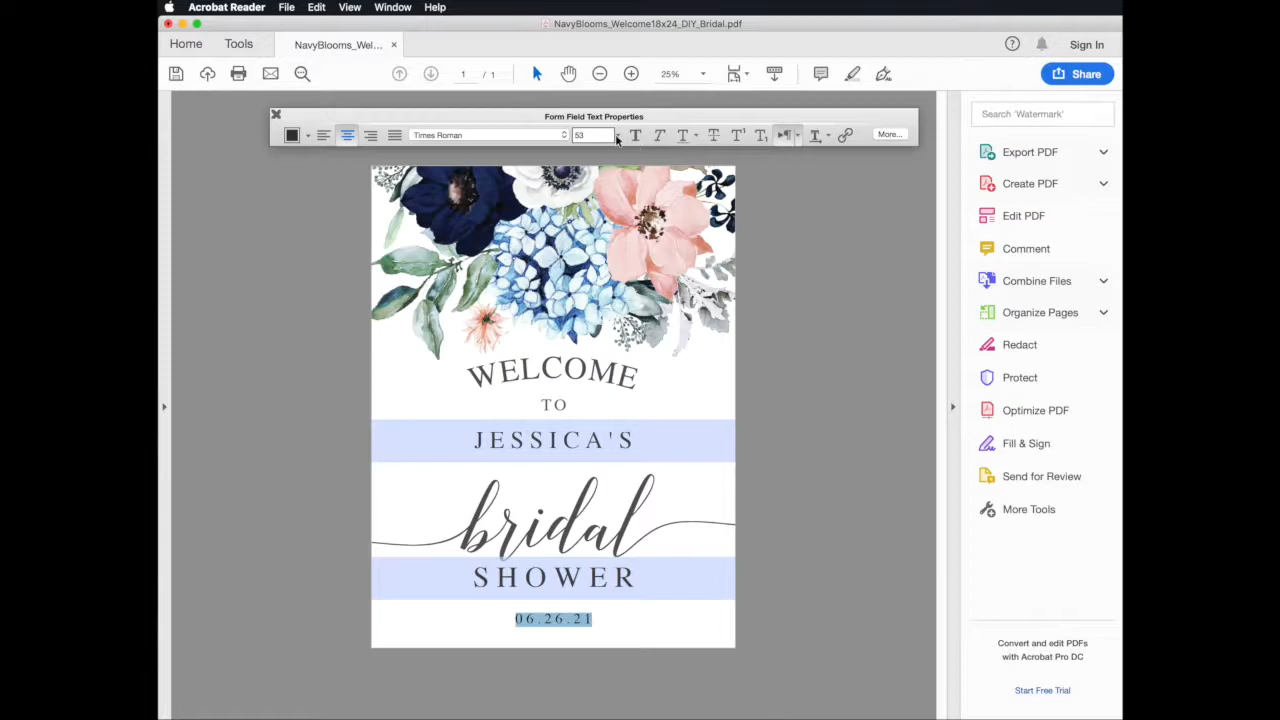 Acrobat Reader File Edit View Window Help
NavyBlooms_Welcome18x24_DIY_Bridal.pdf
Home Tools NavyBlooms_Wel... × Sign In
1 / 1 25% Share
Form Field Text Properties
Times Roman 53 More...
Search 'Watermark'
Export PDF
Create PDF
Edit PDF
Comment
Combine Files
Organize Pages
Redact
Protect
Optimize PDF
Fill & Sign
Send for Review
More Tools
Convert and edit PDFs
with Acrobat Pro DC
Start Free Trial
WELCOME
TO
JESSICA'S
bridal
SHOWER
06.26.21